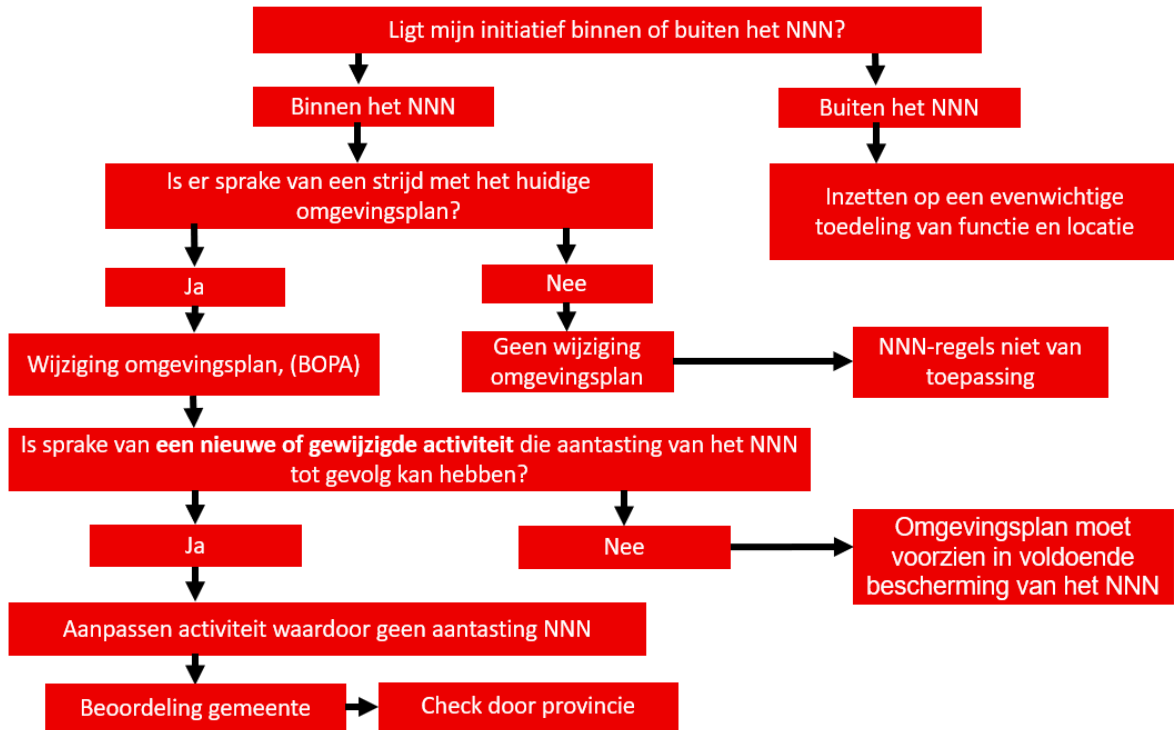 Ligt mijn initiatief binnen of buiten het NNN?
Binnen het NNN
Buiten het NNN
Is er sprake van een strijd met het huidige
omgevingsplan?
Inzetten op een evenwichtige
toedeling van functie en locatie
Ja
Nee
Wijziging omgevingsplan, (BOPA)
Geen wijziging
omgevingsplan
NNN-regels niet van
toepassing
Is sprake van een nieuwe of gewijzigde activiteit die aantasting van het NNN
tot gevolg kan hebben?
Ja
Nee
Omgevingsplan moet
voorzien in voldoende
bescherming van het NNN
Aanpassen activiteit waardoor geen aantasting NNN
Beoordeling gemeente
Check door provincie